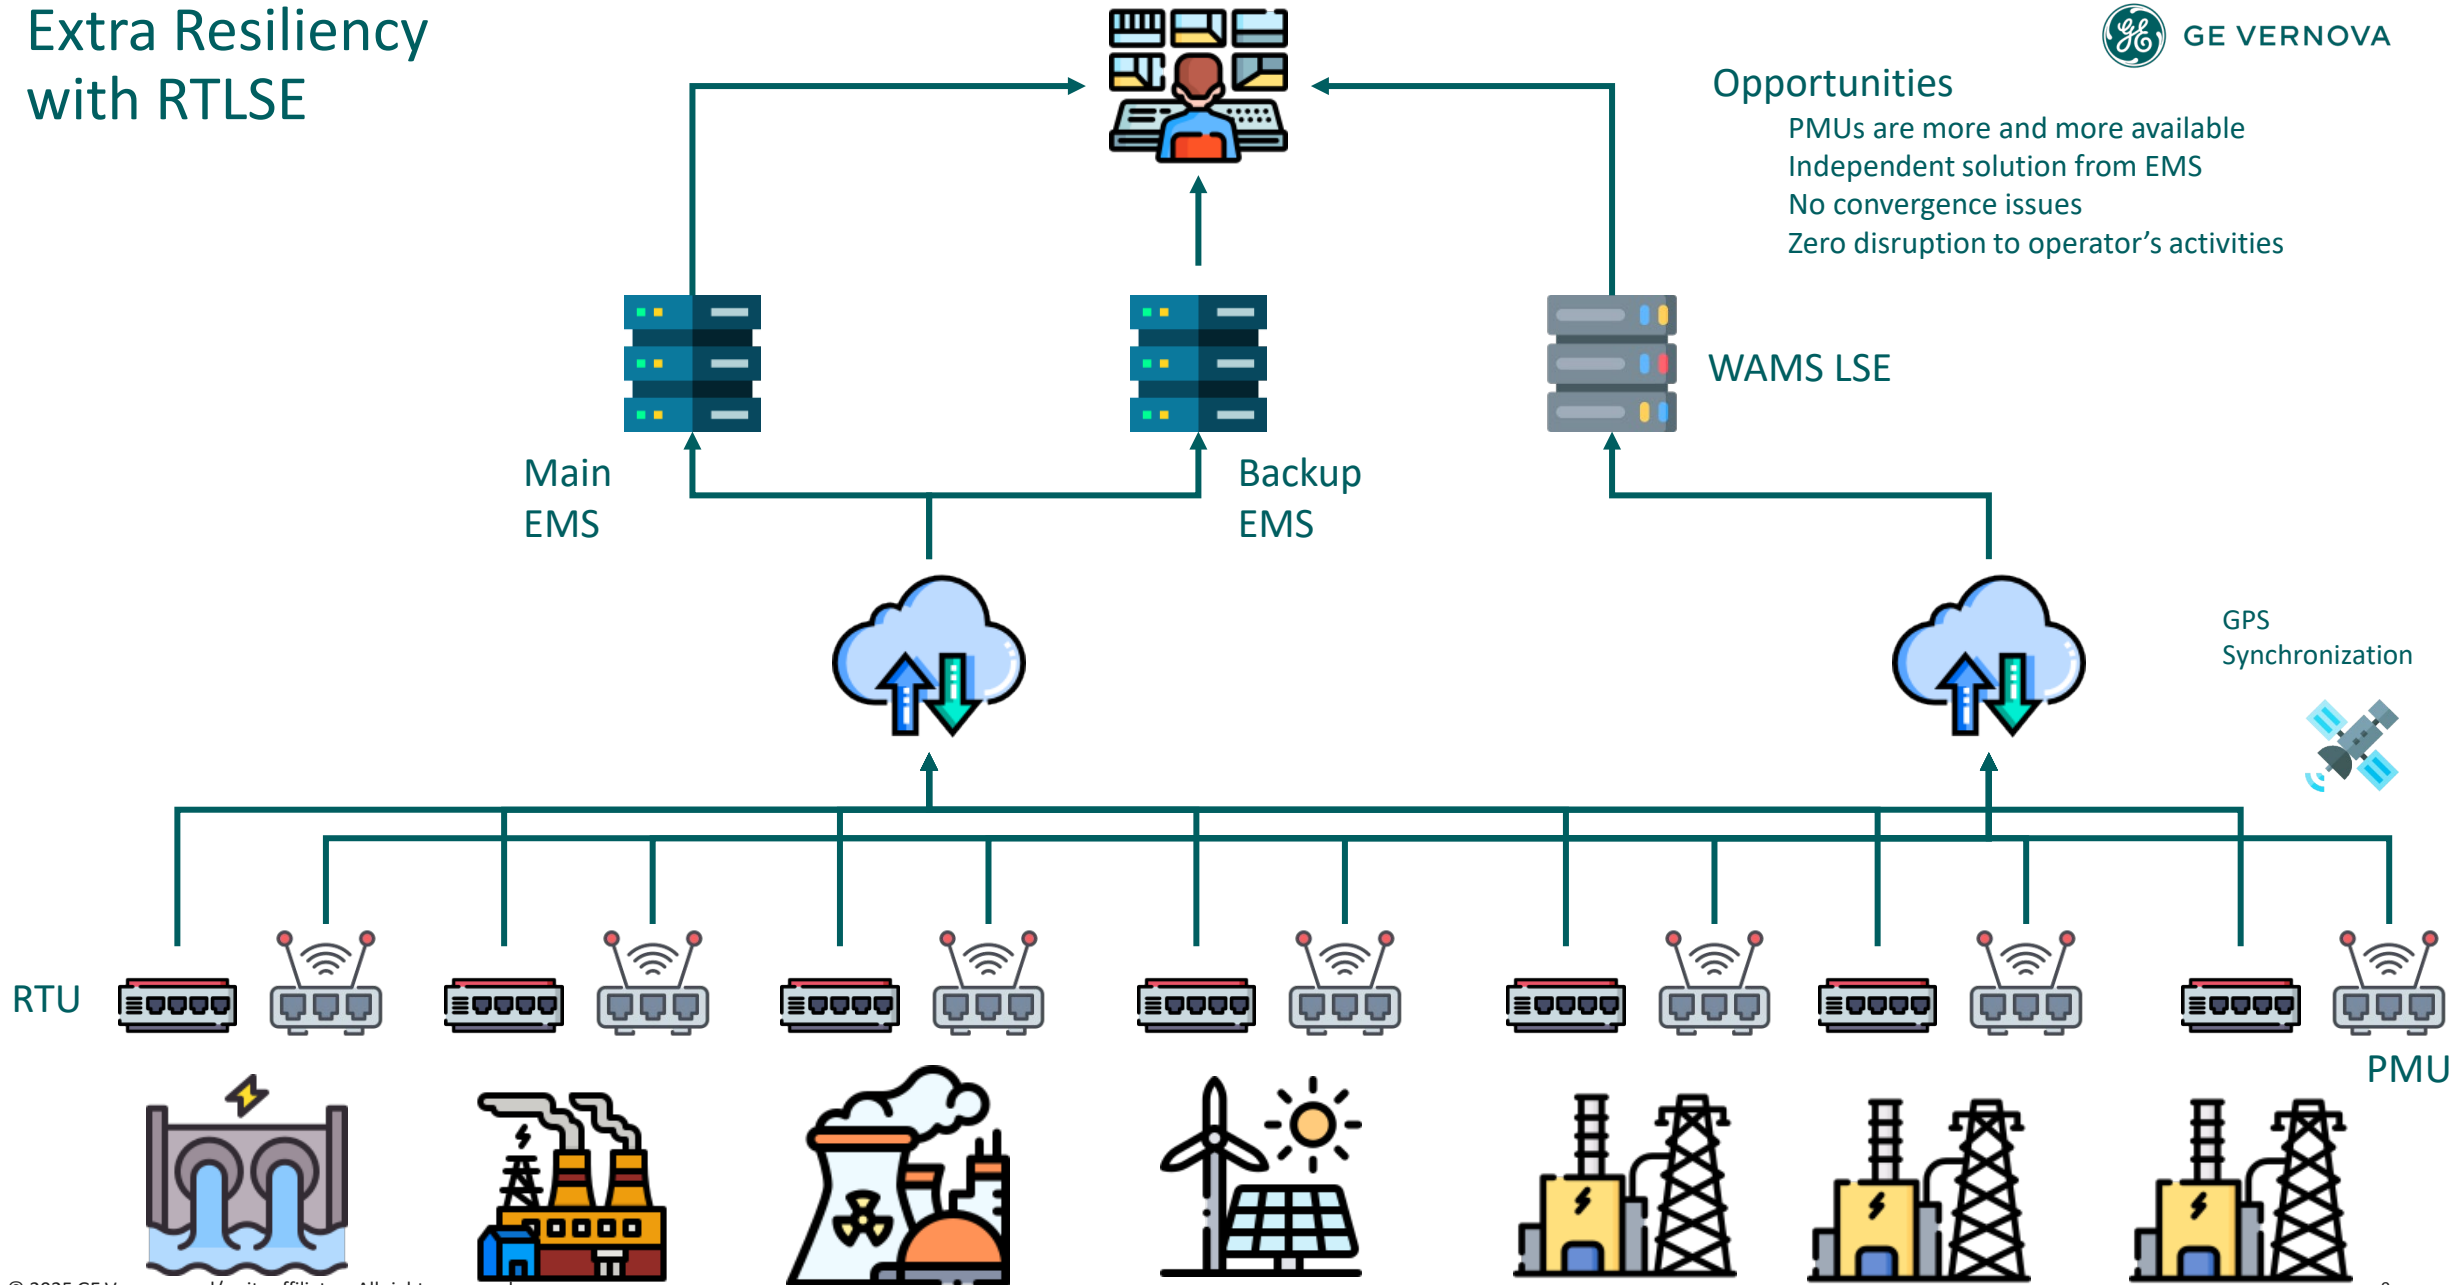 Extra Resiliency
with RTLSE
GE VERNOVA
Opportunities
PMUs are more and more available
Independent solution from EMS
No convergence issues
Zero disruption to operator’s activities
WAMS LSE
Main
EMS
Backup
EMS
GPS
Synchronization
RTU
PMU